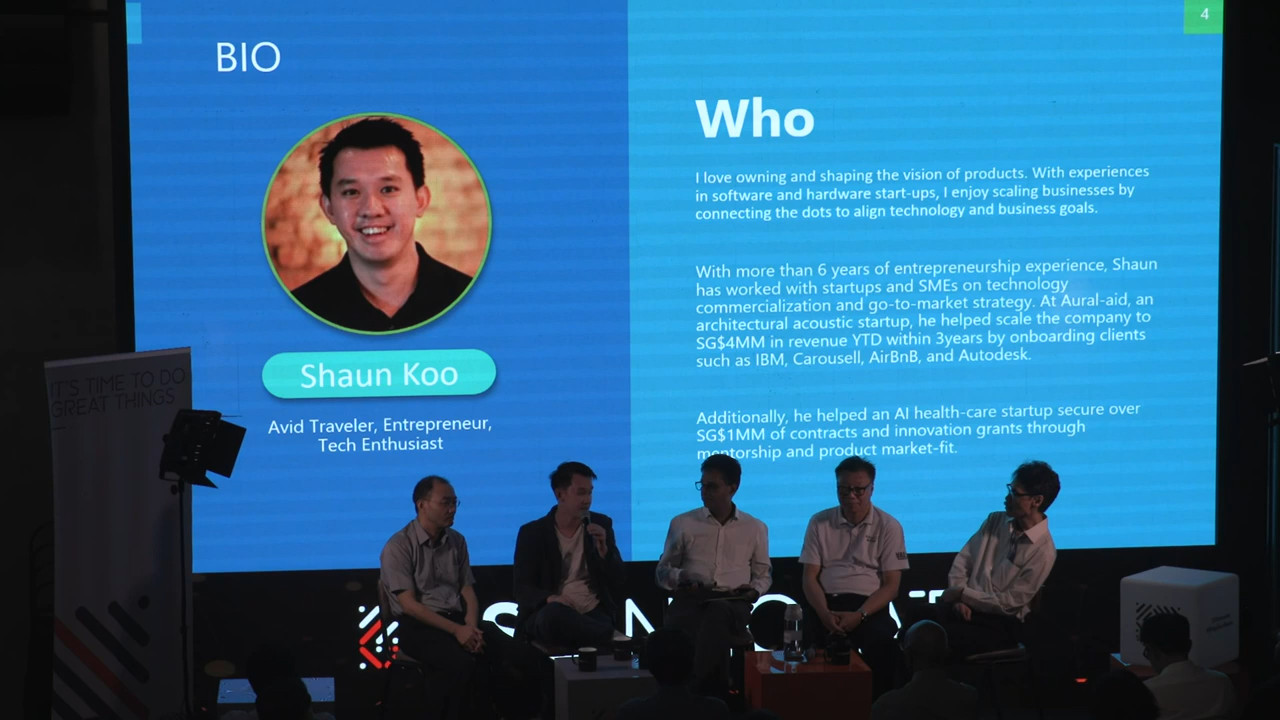 4
BIO
Who
I love owning and shaping the vision of products. With experiences
in software and hardware start-ups, I enjoy scaling businesses by
connecting the dots to align technology and business goals.
With more than 6 years of entrepreneurship experience, Shaun
has worked with startups and SMEs on technology
commercialization and go-to-market strategy. At Aural-aid, an
architectural acoustic startup, he helped scale the company to
SG$4MM in revenue YTD within 3years by onboarding clients
such as IBM, Carousell, AirBnB, and Autodesk.
Additionally, he helped an AI health-care startup secure over
SG$1MM of contracts and innovation grants through
mentorship and product market-fit.
Shaun Koo
Avid Traveler, Entrepreneur,
Tech Enthusiast
IT'S TIME TO DO
GREAT THINGS